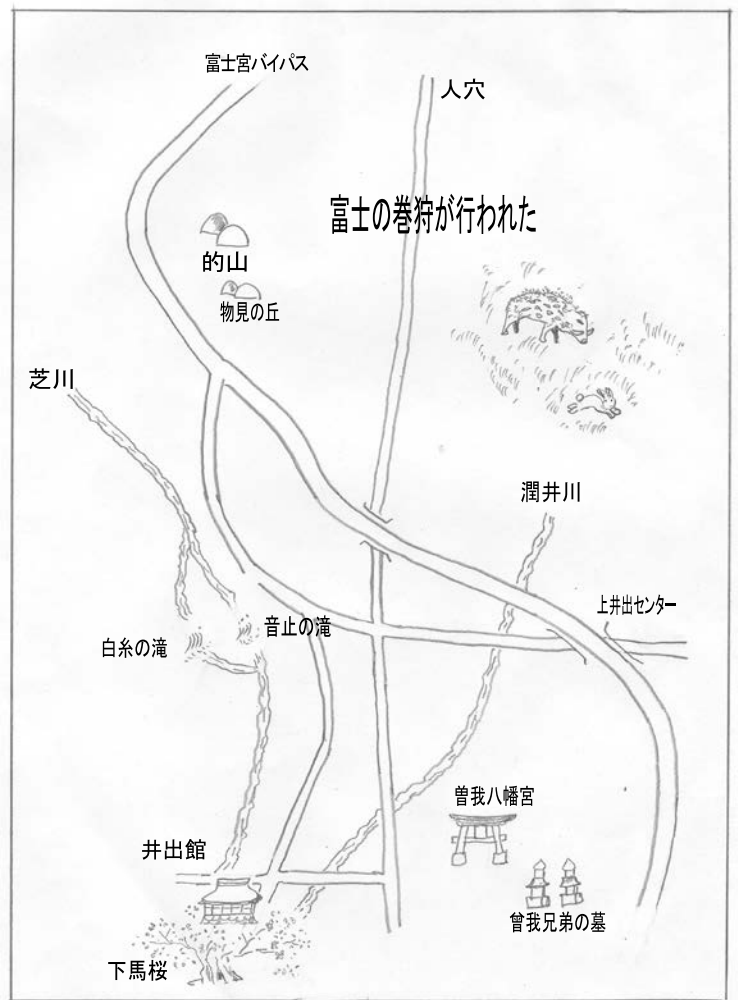 富士宮バイパス
人穴
富士の巻狩が行われた
的山
物見の丘
芝川
潤井川
上井出センター
音止の滝
白糸の滝
曽我八幡宮
井出館
曾我兄弟の墓
下馬桜